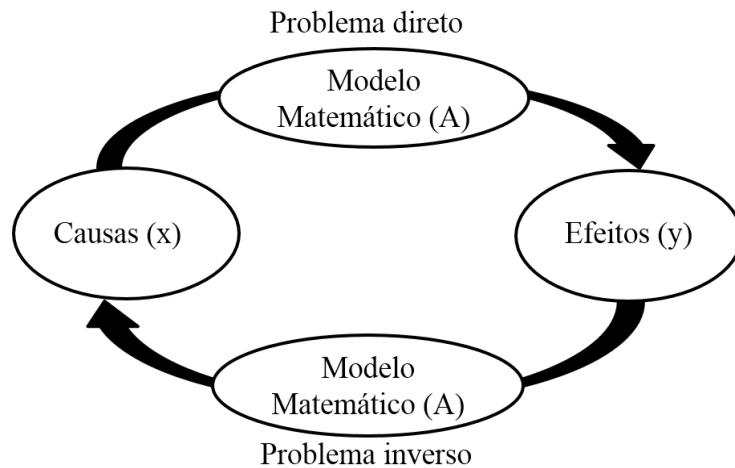 Problema direto
Modelo
Matemático (A)
Causas (x)
Efeitos (y)
Modelo
Matemático (A)
Problema inverso